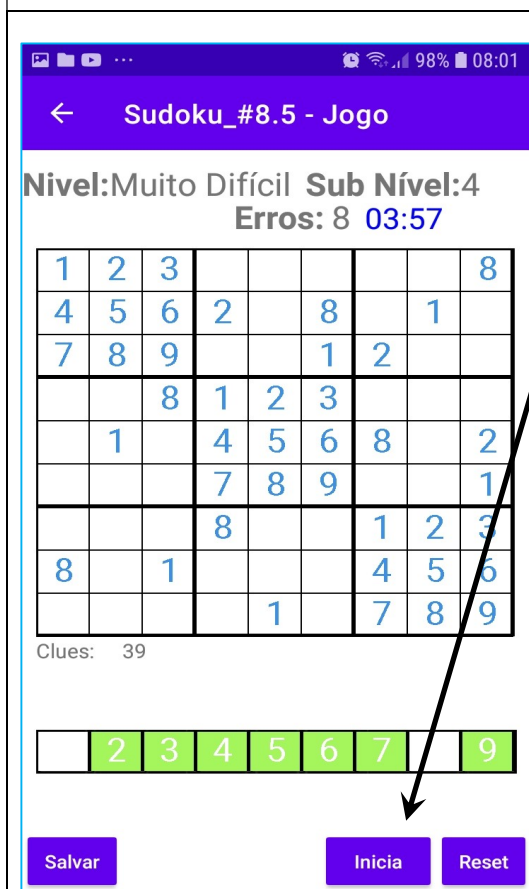 98% 08:01
Sudoku_#8.5 - Jogo
Nivel:Muito Difícil Sub Nível:4
Erros: 8 03:57
1 2 3 8
4 5 6 2 8 1
7 8 9 1 2
8 1 2 3
1 4 5 6 8 2
7 8 9 1
8 1 2 3
8 1 4 5 6
1 7 8 9
Clues: 39
2 3 4 5 6 7 9
Salvar Inicia Reset